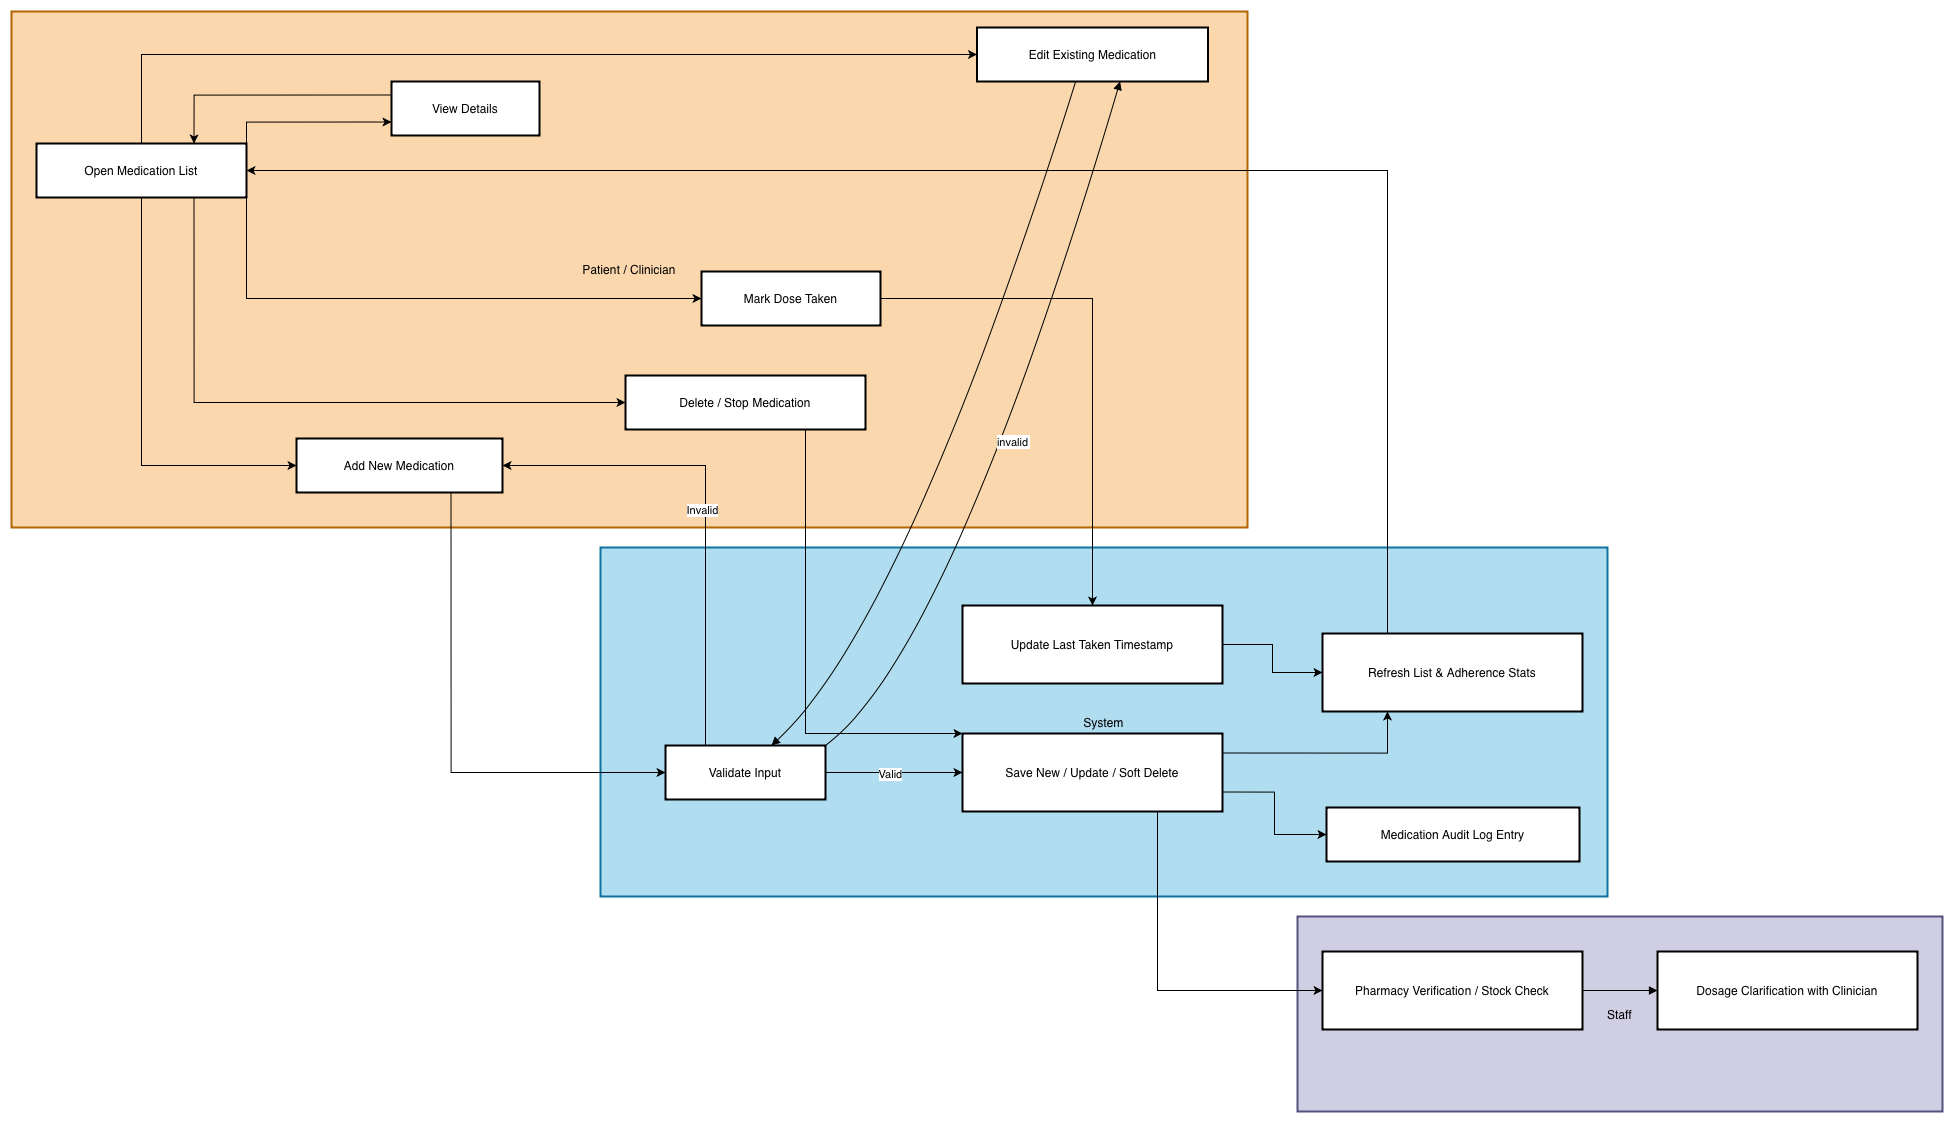 Edit Existing Medication
View Details
Open Medication List
Patient / Clinician
Mark Dose Taken
Delete / Stop Medication
invalid
Add New Medication
Invalid
Update Last Taken Timestamp
Refresh List & Adherence Stats
System
Validate Input
Valid
Save New / Update / Soft Delete
Medication Audit Log Entry
Pharmacy Verification / Stock Check
Dosage Clarification with Clinician
Staff